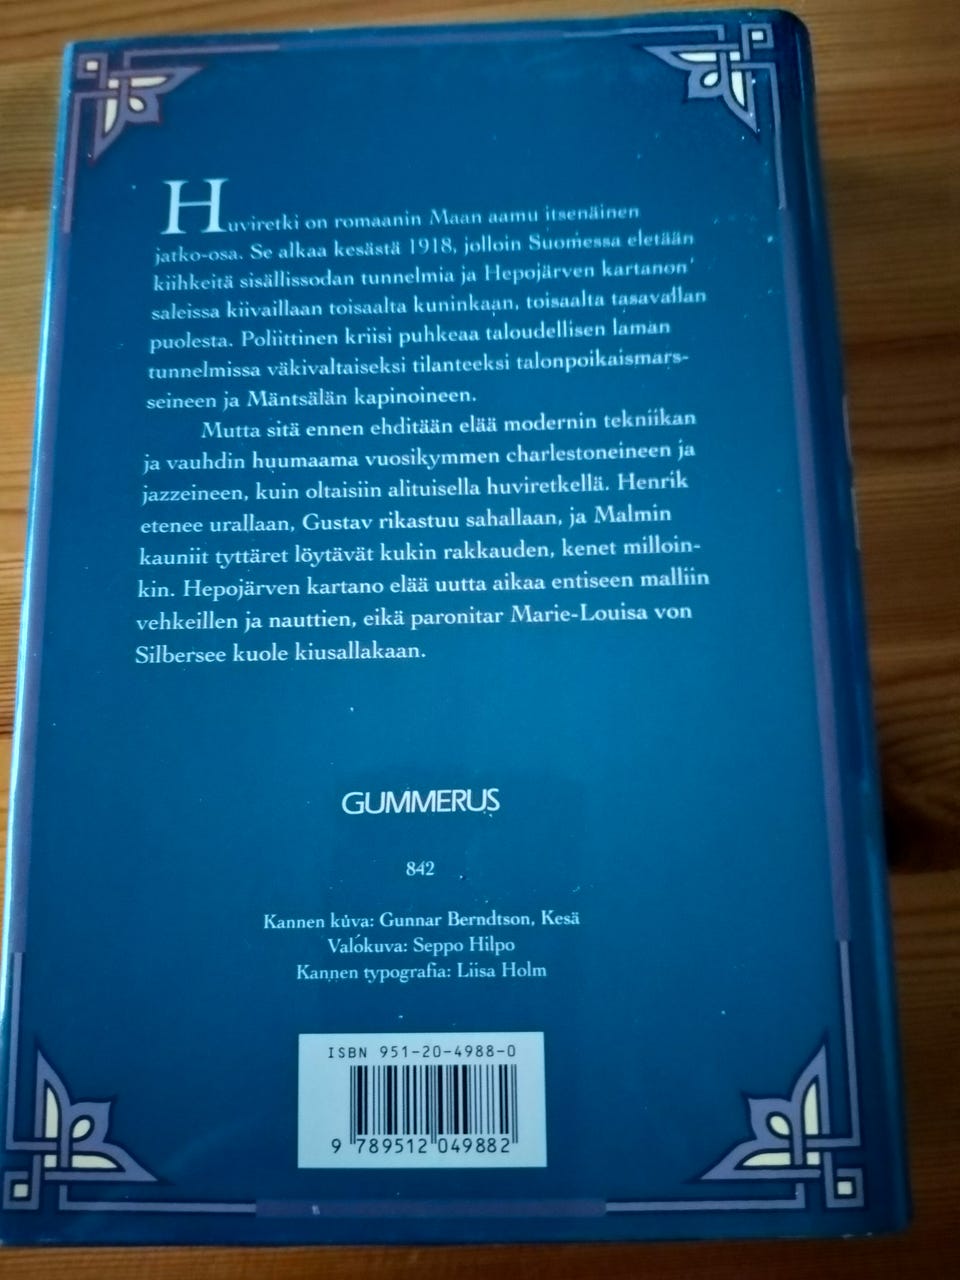 Huviretki on romaanin Maan aamu itsenäinen
jatko-osa. Se alkaa kesästä 1918, jolloin Suomessa eletään
kiihkeitä sisällissodan tunnelmia ja Hepojärven kartanon
saleissa kiivaillaan toisaalta kuninkaan, toisaalta tasavallan
puolesta. Poliittinen kriisi puhkeaa taloudellisen laman
tunnelmissa väkivaltaiseksi tilanteeksi talonpoikaismars-
seineen ja Mäntsälän kapinoineen.
Mutta sitä ennen ehditään elää modernin tekniikan
ja vauhdin huumaama vuosikymmen charlestoneineen ja
jazzeineen, kuin oltaisiin alituisella huviretkellä. Henrik
etenee urallaan, Gustav rikastuu sahallaan, ja Malmin
kauniit tyttäret löytävät kukin rakkauden, kenet milloin-
kin. Hepojärven kartano elää uutta aikaa entiseen malliin
vehkeillen ja nauttien, eikä paronitar Marie-Louisa von
Silbersee kuole kiusallakaan.
GUMMERUS
842
Kannen kuva: Gunnar Berndtson, Kesä
Valokuva: Seppo Hilpo
Kannen typografia: Liisa Holm
ISBN 951-20-4988-0
9 789512 049882